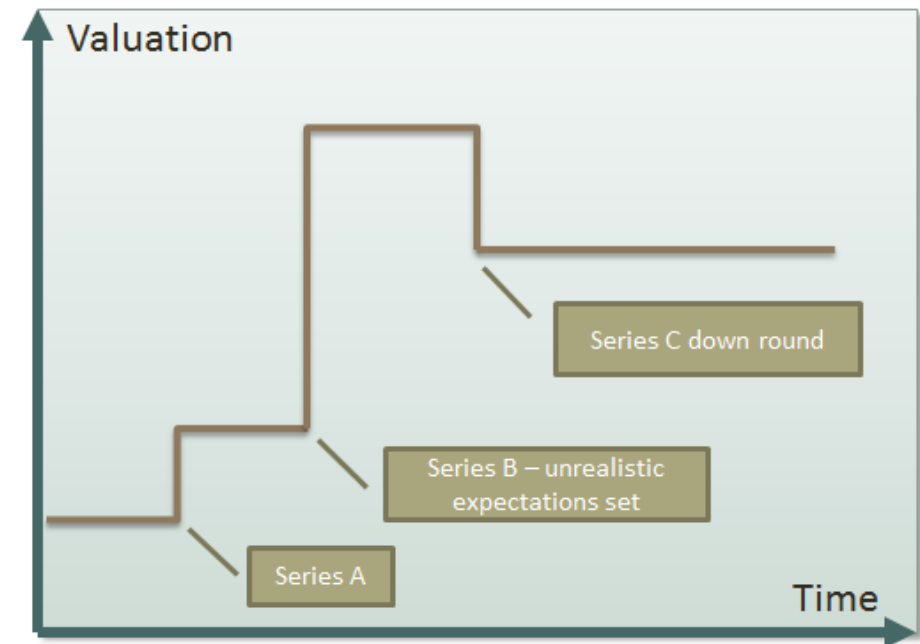 Valuation
Series C down round
Series B – unrealistic
expectations set
Series A
Time